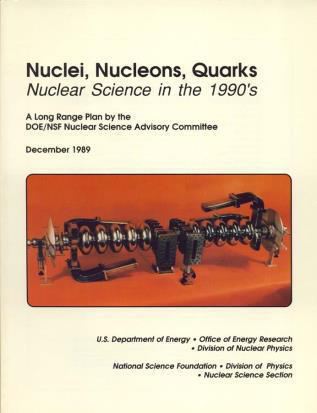 Nuclei, Nucleons, Quarks
Nuclear Science in the 1990's
A Long Range Plan by the
DOE/NSF Nuclear Science Advisory Committee
December 1989
U.S. Department of Energy • Office of Energy Research
• Division of Nuclear Physics
National Science Foundation • Division of Physics
• Nuclear Science Section